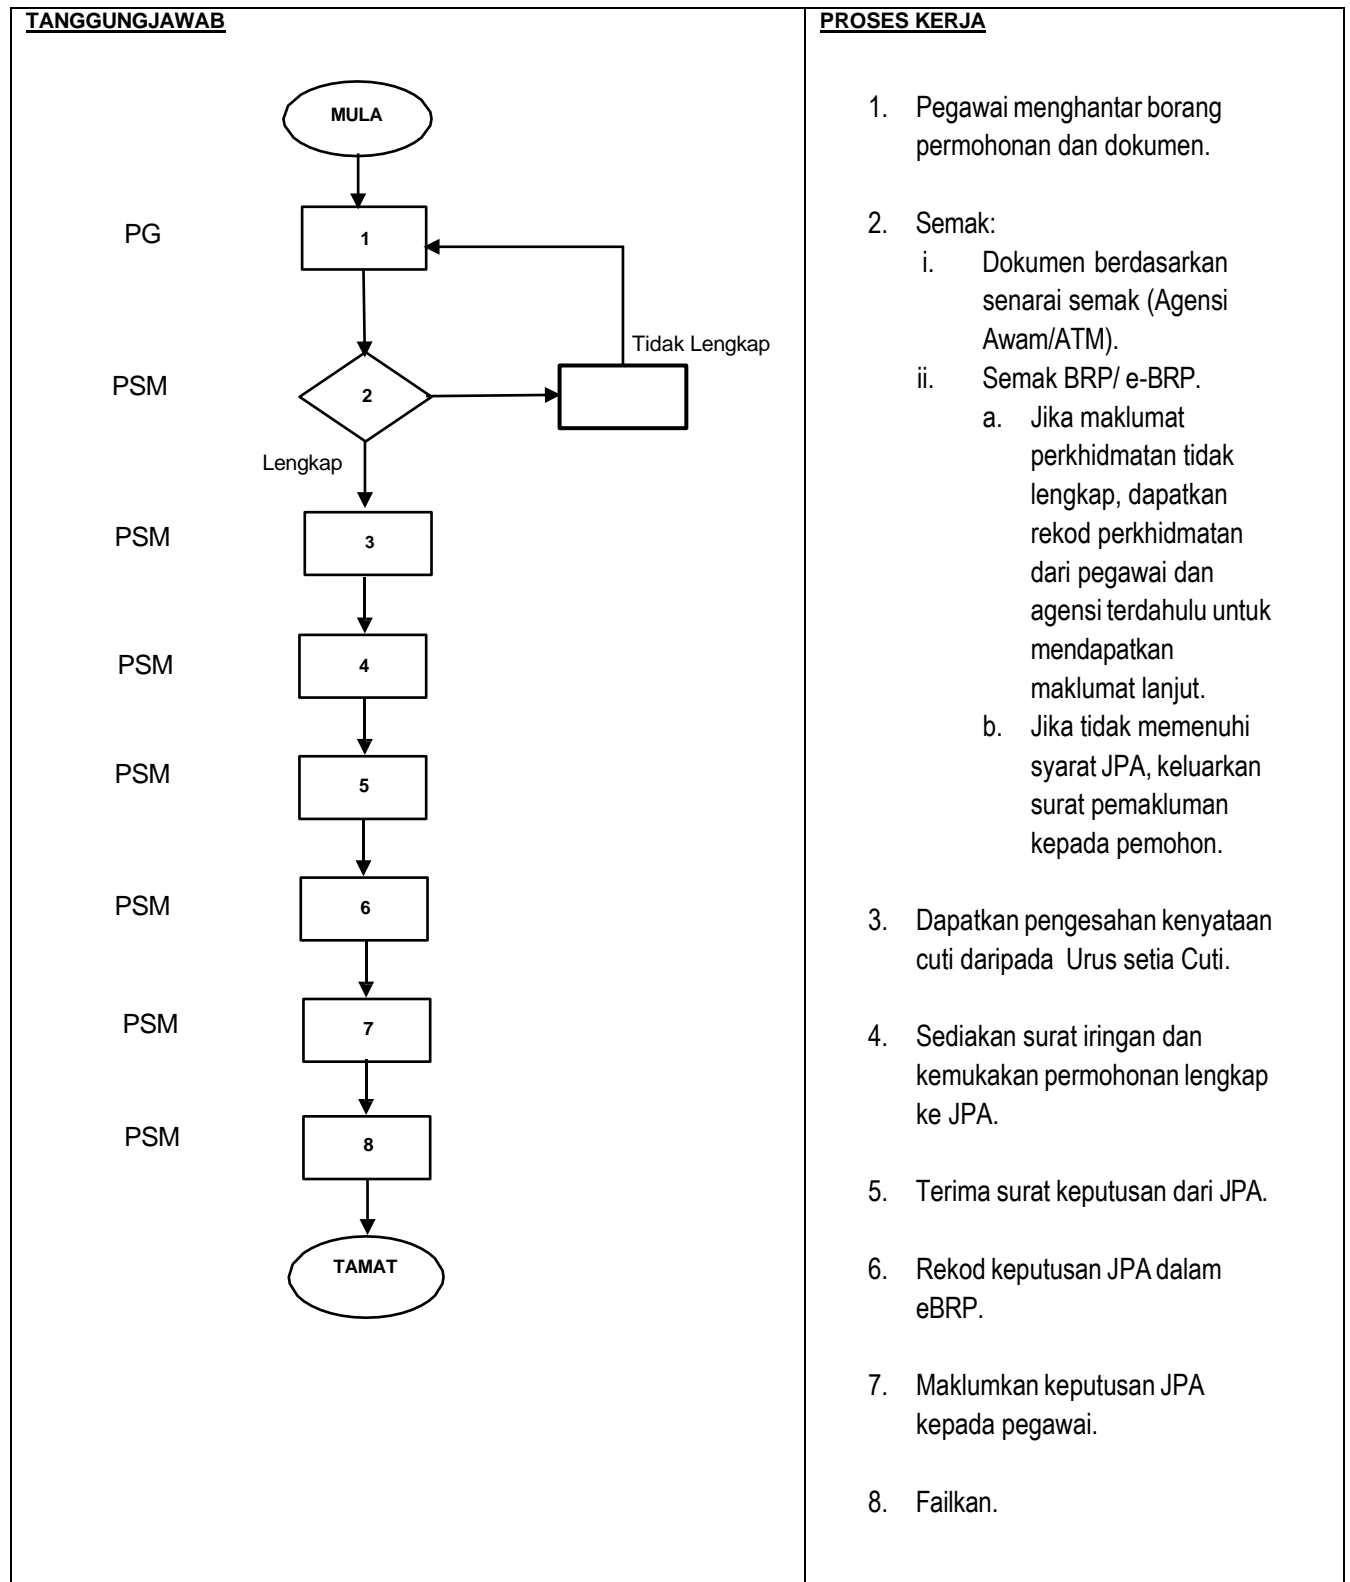 TANGGUNGJAWAB
MULA
PG
1
Tidak Lengkap
PSM
2
Lengkap
PSM
3
PSM
4
PSM
5
PSM
6
PSM
7
PSM
8
TAMAT
PROSES KERJA
1. Pegawai menghantar borang
permohonan dan dokumen.
2. Semak:
i. Dokumen berdasarkan
senarai semak (Agensi
Awam/ATM).
ii. Semak BRP/ e-BRP.
a. Jika maklumat
perkhidmatan tidak
lengkap, dapatkan
rekod perkhidmatan
dari pegawai dan
agensi terdahulu untuk
mendapatkan
maklumat lanjut.
b. Jika tidak memenuhi
syarat JPA, keluarkan
surat pemakluman
kepada pemohon.
3. Dapatkan pengesahan kenyataan
cuti daripada Urus setia Cuti.
4. Sediakan surat iringan dan
kemukakan permohonan lengkap
ke JPA.
5. Terima surat keputusan dari JPA.
6. Rekod keputusan JPA dalam
eBRP.
7. Maklumkan keputusan JPA
kepada pegawai.
8. Failkan.